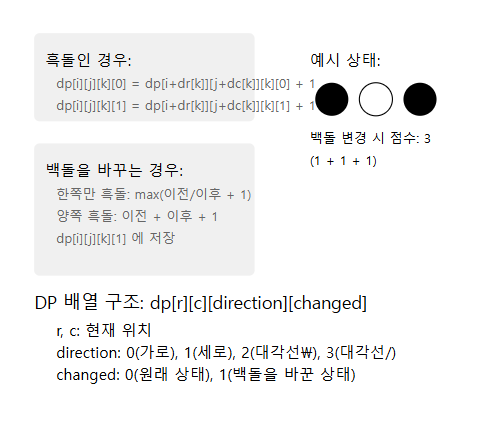 흑돌인 경우:
dp[i][j][k][0] = dp[i+dr[k]][j+dc[k]][k][0] + 1
dp[i][j][k][1] = dp[i+dr[k]][j+dc[k]][k][1] + 1
백돌을 바꾸는 경우:
한쪽만 흑돌: max(이전/이후 + 1)
양쪽 흑돌: 이전 + 이후 + 1
dp[i][j][k][1] 에 저장
예시 상태:
백돌 변경 시 점수: 3
(1 + 1 + 1)
DP 배열 구조: dp[r][c][direction][changed]
r, c: 현재 위치
direction: 0(가로), 1(세로), 2(대각선₩), 3(대각선/)
changed: 0(원래 상태), 1(백돌을 바꾼 상태)